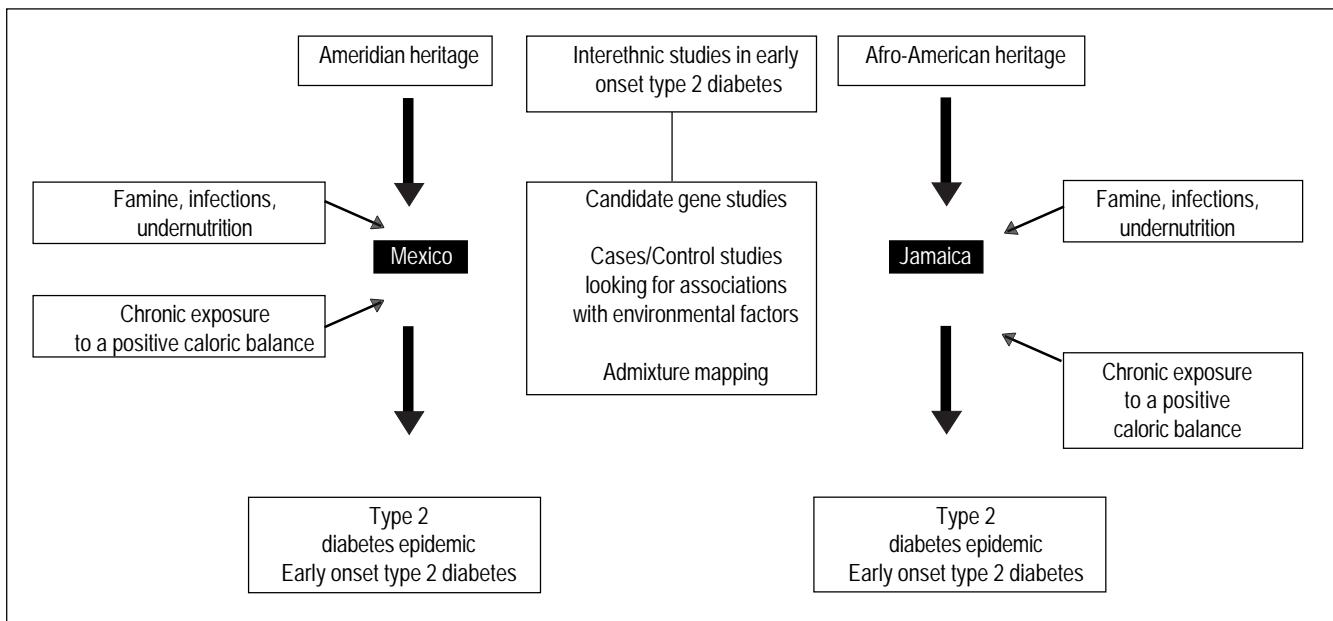 Ameridian heritage
Interethnic studies in early
onset type 2 diabetes
Afro-American heritage
Famine, infections,
undernutrition
Mexico
Chronic exposure
to a positive caloric balance
Candidate gene studies
Cases/Control studies
looking for associations
with environmental factors
Admixture mapping
Famine, infections,
undernutrition
Jamaica
Chronic exposure
to a positive
caloric balance
Type 2
diabetes epidemic
Early onset type 2 diabetes
Type 2
diabetes epidemic
Early onset type 2 diabetes